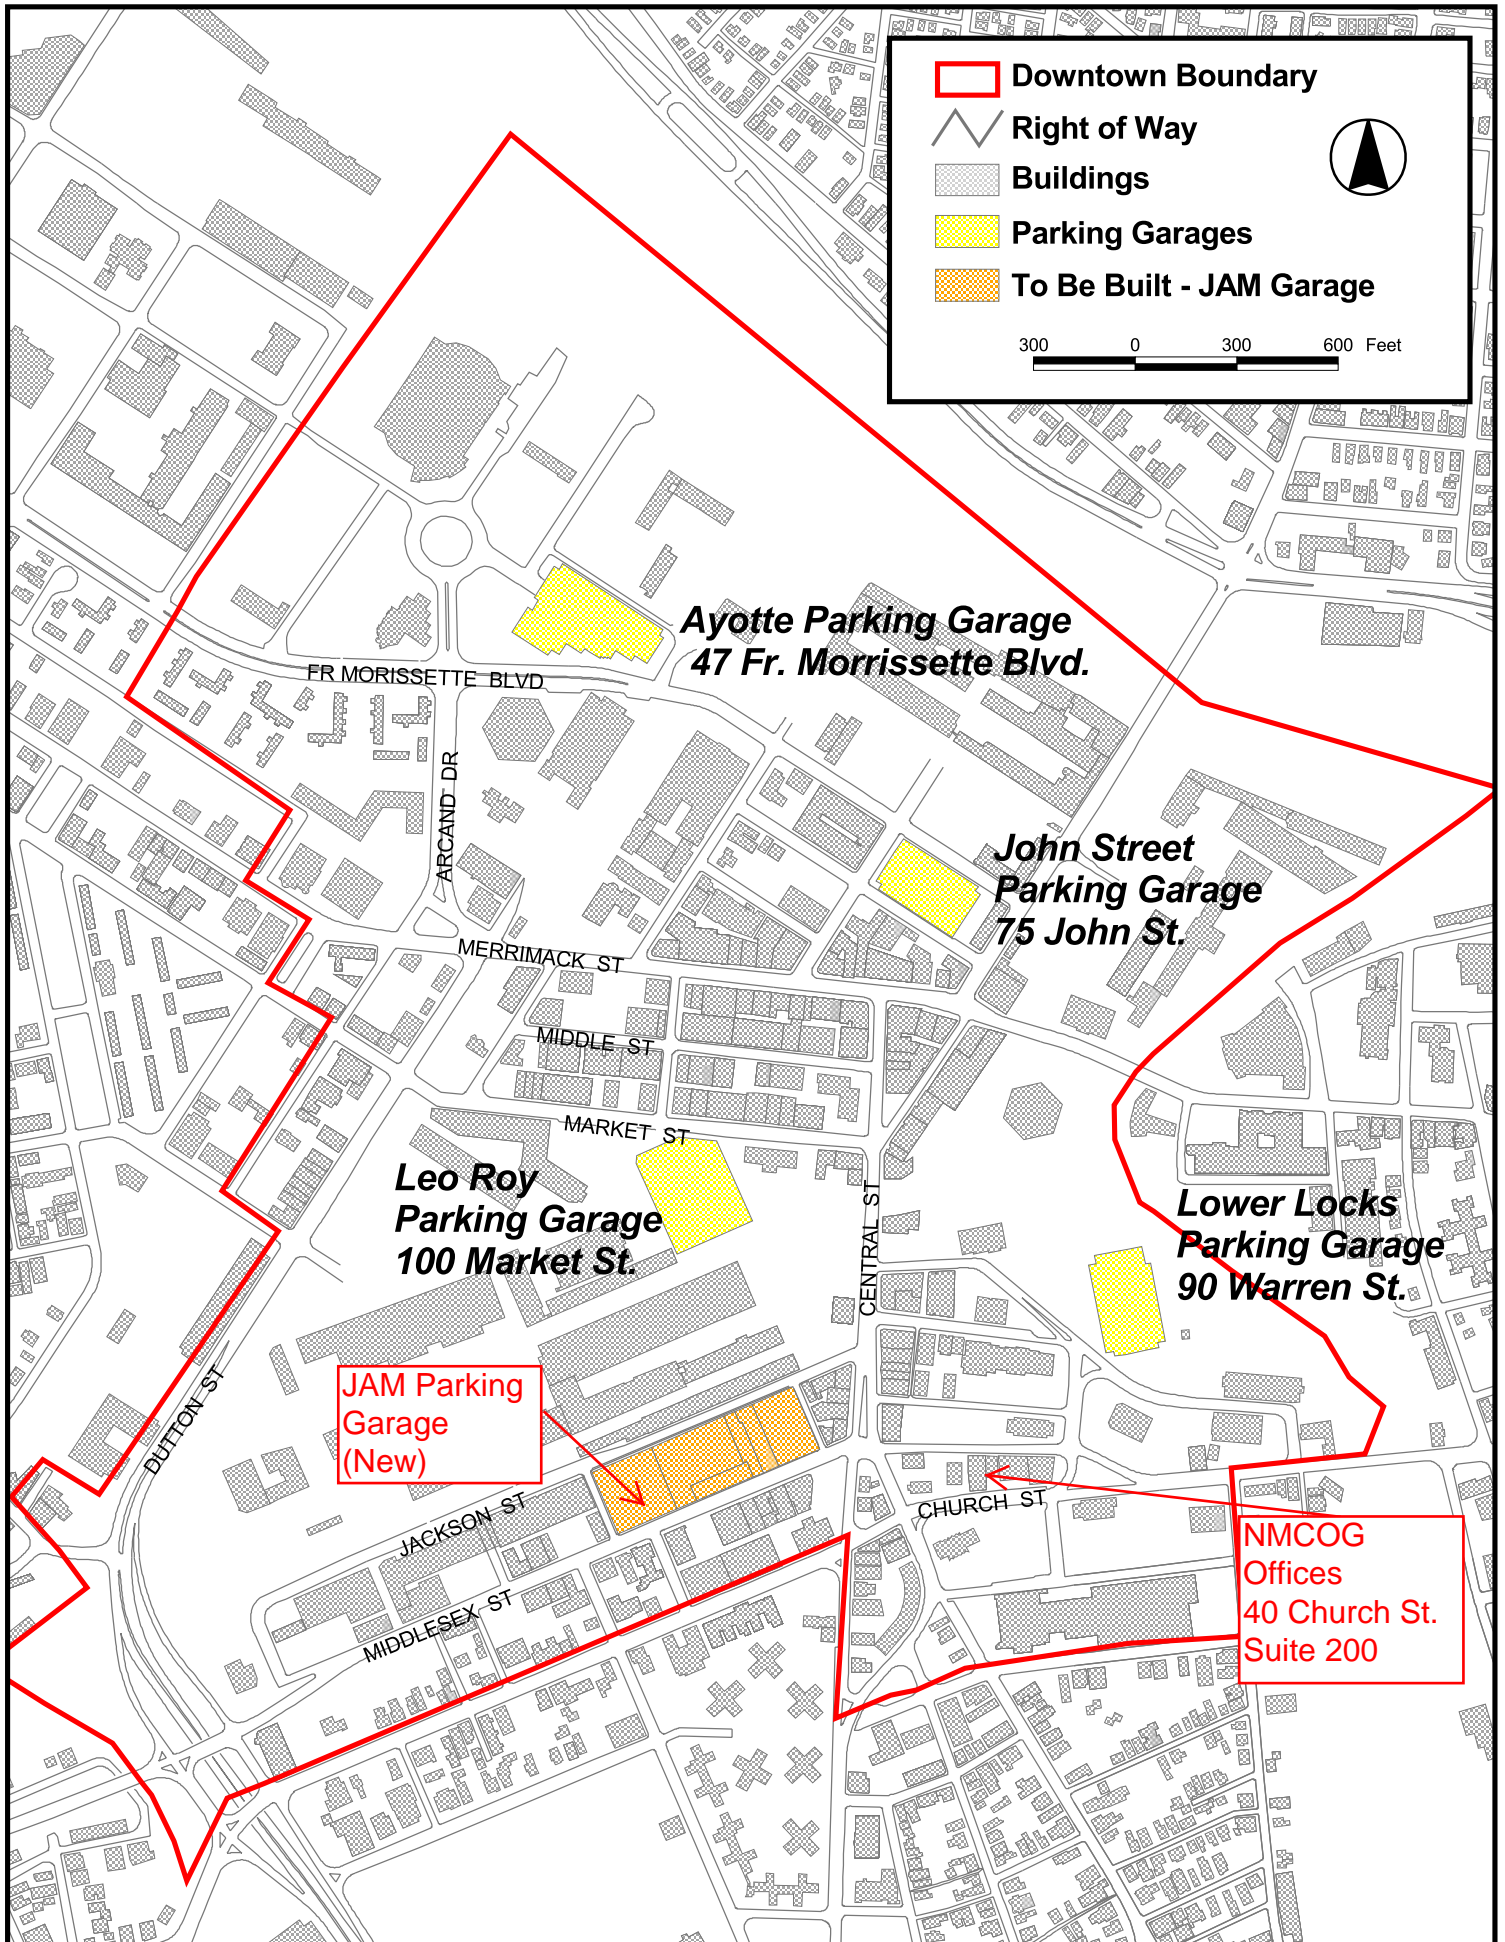 Downtown Boundary
Right of Way
Buildings
Parking Garages
To Be Built - JAM Garage
300 0 300 600 Feet
Ayotte Parking Garage
47 Fr. Morrissette Blvd.
FR MORISSETTE BLVD
ARCAND DR
John Street
Parking Garage
75 John St.
MERRIMACK ST
MIDDLE ST
MARKET ST
Leo Roy
Parking Garage
100 Market St.
CENTRAL ST
Lower Locks
Parking Garage
90 Warren St.
DUTTON ST
JAM Parking
Garage
(New)
JACKSON ST
CHURCH ST
MIDDLESEX ST
NMCOG
Offices
40 Church St.
Suite 200